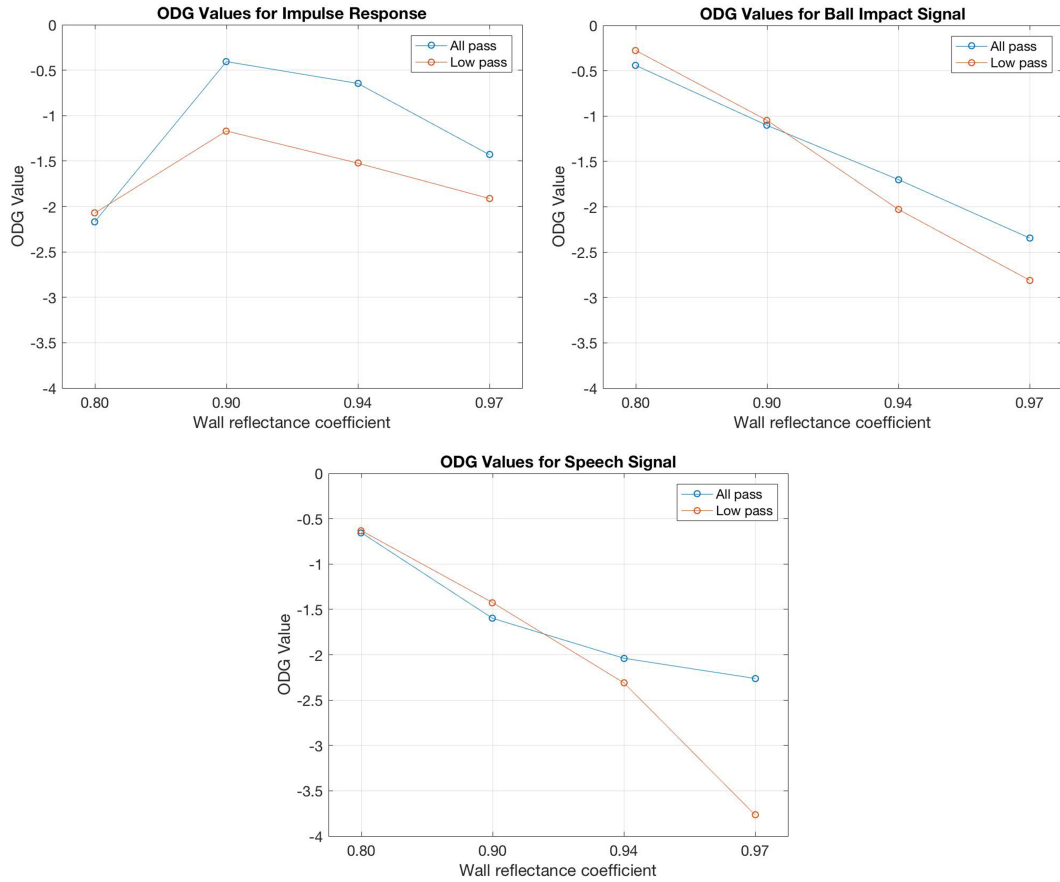 ODG Values for Impulse Response
0
-0.5
-1
-1.5
-2
-2.5
-3
-3.5
-4
ODG Value
All pass
Low pass
0.80 0.90 0.94 0.97
Wall reflectance coefficient
ODG Values for Ball Impact Signal
0
-0.5
-1
-1.5
-2
-2.5
-3
-3.5
-4
ODG Value
All pass
Low pass
0.80 0.90 0.94 0.97
Wall reflectance coefficient
ODG Values for Speech Signal
0
-0.5
-1
-1.5
-2
-2.5
-3
-3.5
-4
ODG Value
All pass
Low pass
0.80 0.90 0.94 0.97
Wall reflectance coefficient